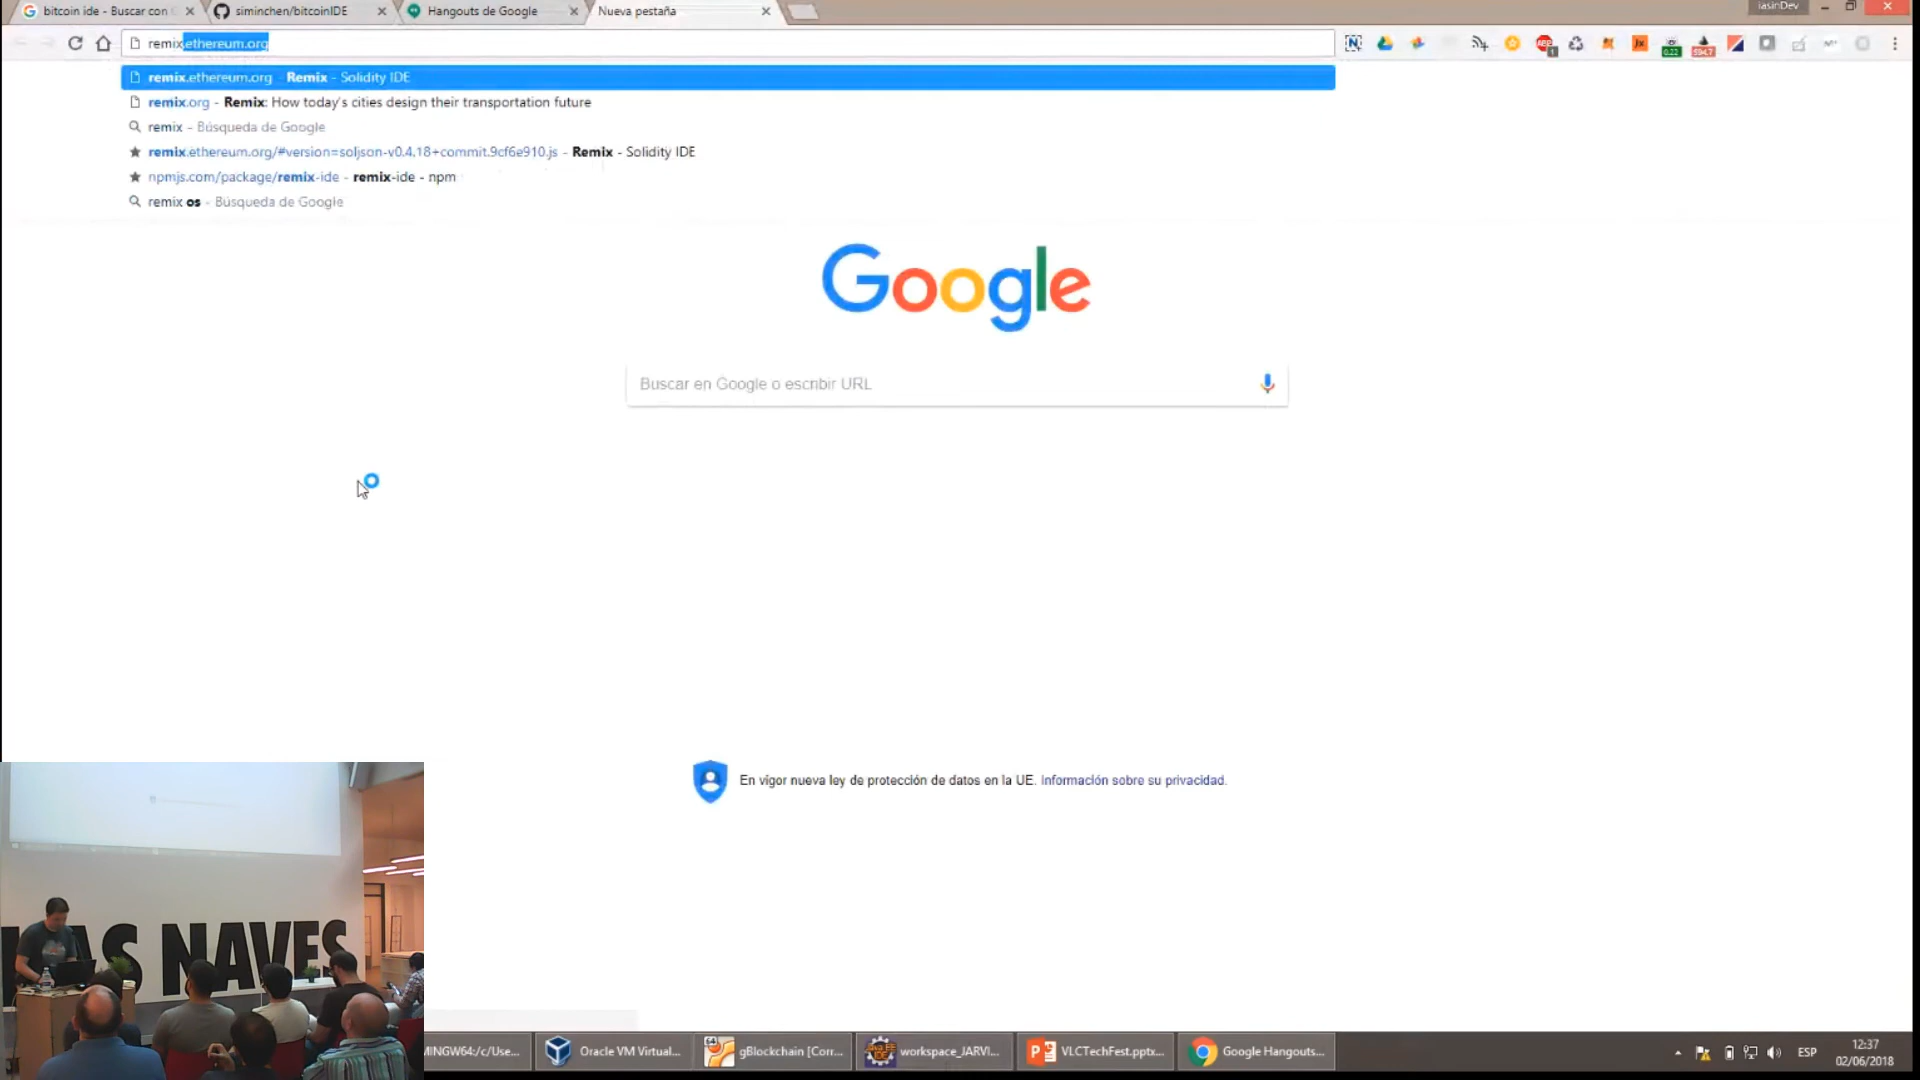 bitcoin ide - Buscar con
siminchen/bitcoinIDE
Hangouts de Google
Nueva pestaña
iasinDev
remix.ethereum.org
remix.ethereum.org - Remix - Solidity IDE
remix.org - Remix: How today's cities design their transportation future
remix - Búsqueda de Google
remix.ethereum.org/#version=soljson-v0.4.18+commit.9cf6e910.js - Remix - Solidity IDE
npmjs.com/package/remix-ide - remix-ide - npm
remix os - Búsqueda de Google
Google
Buscar en Google o escribir URL
En vigor nueva ley de protección de datos en la UE. Información sobre su privacidad.
AS NAVES
MINGW64:/c/Use...
Oracle VM Virtual...
gBlockchain [Corr...
workspace_JARVI...
VLCTechFest.pptx...
Google Hangouts...
ESP
12:37
02/06/2018